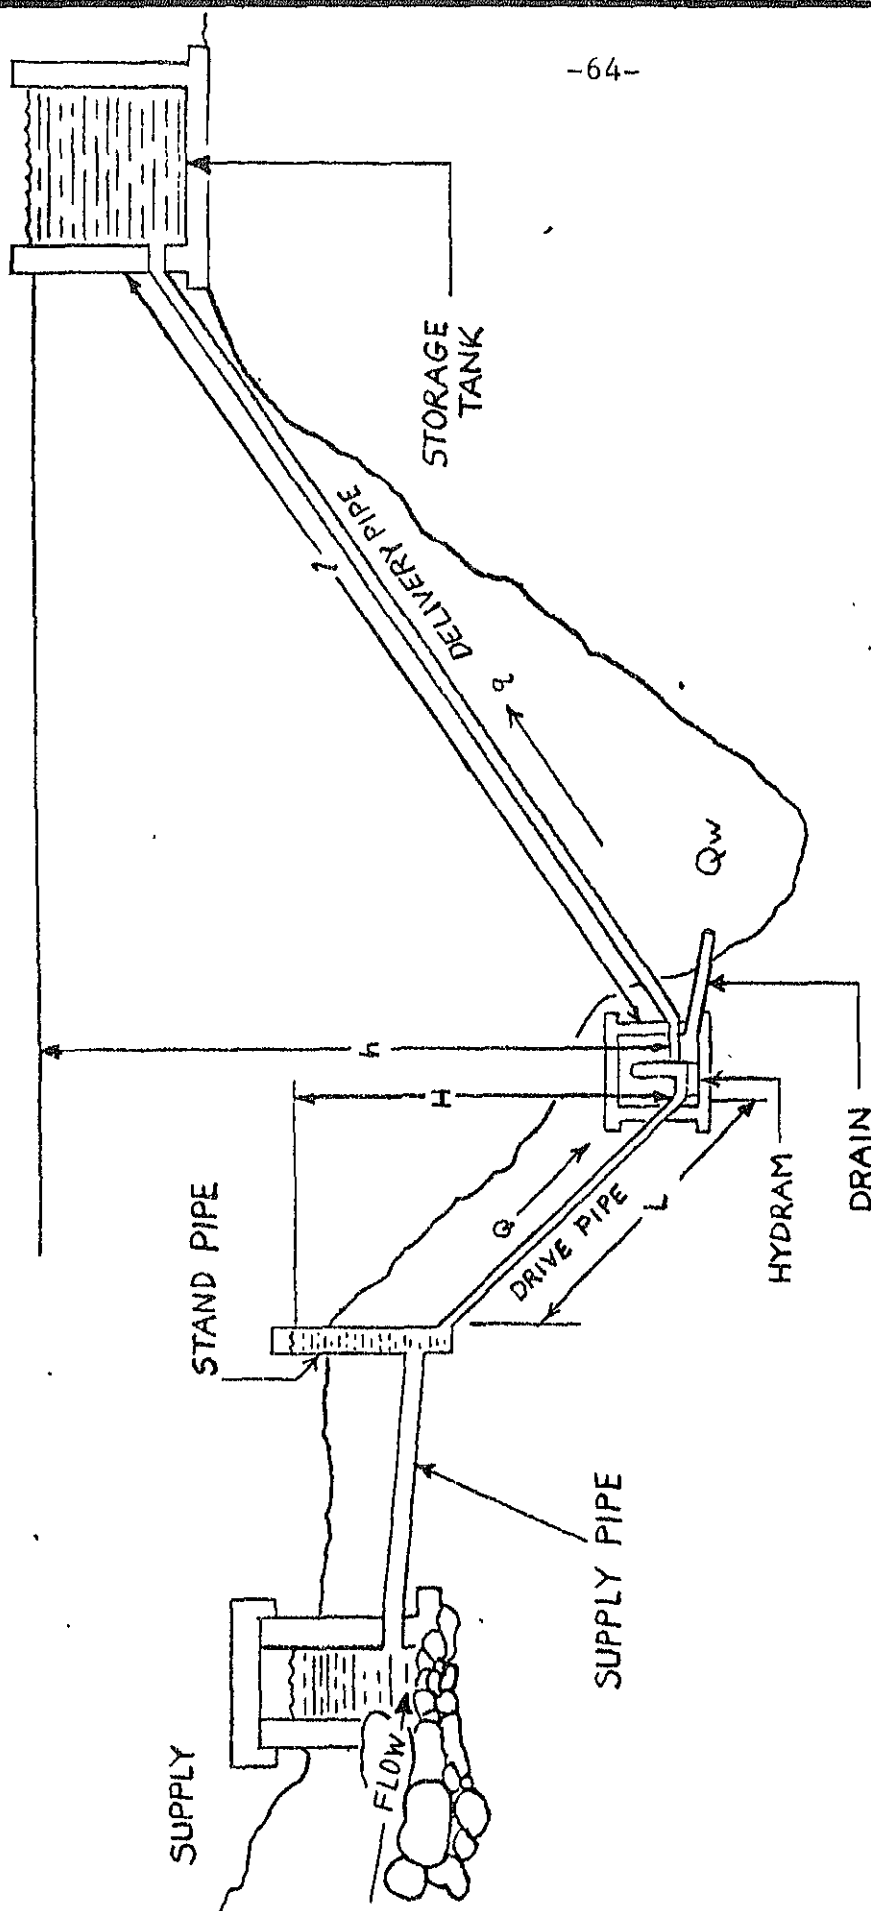 -64-
SUPPLY
FLOW
SUPPLY PIPE
STAND PIPE
Q
DRIVE PIPE
L
H
h
HYDRAM
DRAIN
Qw
q
DELIVERY PIPE
l
STORAGE
TANK